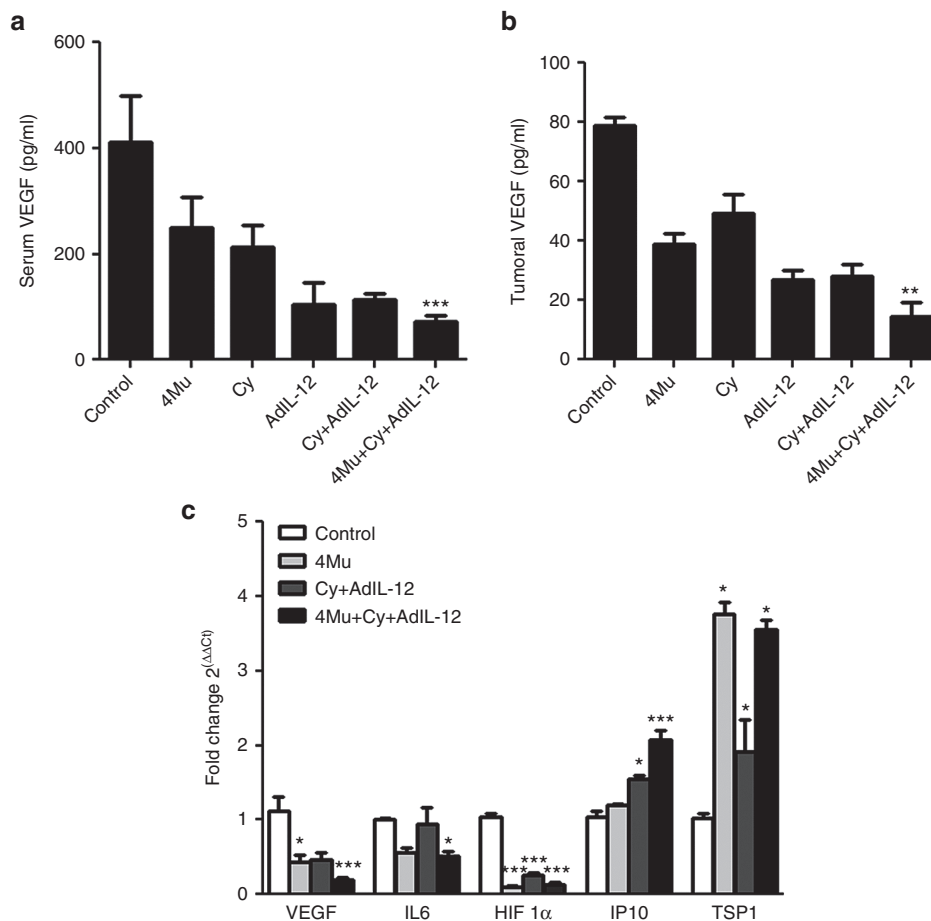 a
600
400
200
0
Serum VEGF (pg/ml)
Control
4Mu
Cy
AdIL-12
Cy+AdIL-12
4Mu+Cy+AdIL-12
***
b
100
80
60
40
20
0
Tumoral VEGF (pg/ml)
Control
4Mu
Cy
AdIL-12
Cy+AdIL-12
4Mu+Cy+AdIL-12
**
c
5
4
3
2
1
0
Fold change 2(ΔΔCt)
Control
4Mu
Cy+AdIL-12
4Mu+Cy+AdIL-12
*
***
*
***
***
***
*
***
*
*
*
VEGF
IL6
HIF 1α
IP10
TSP1